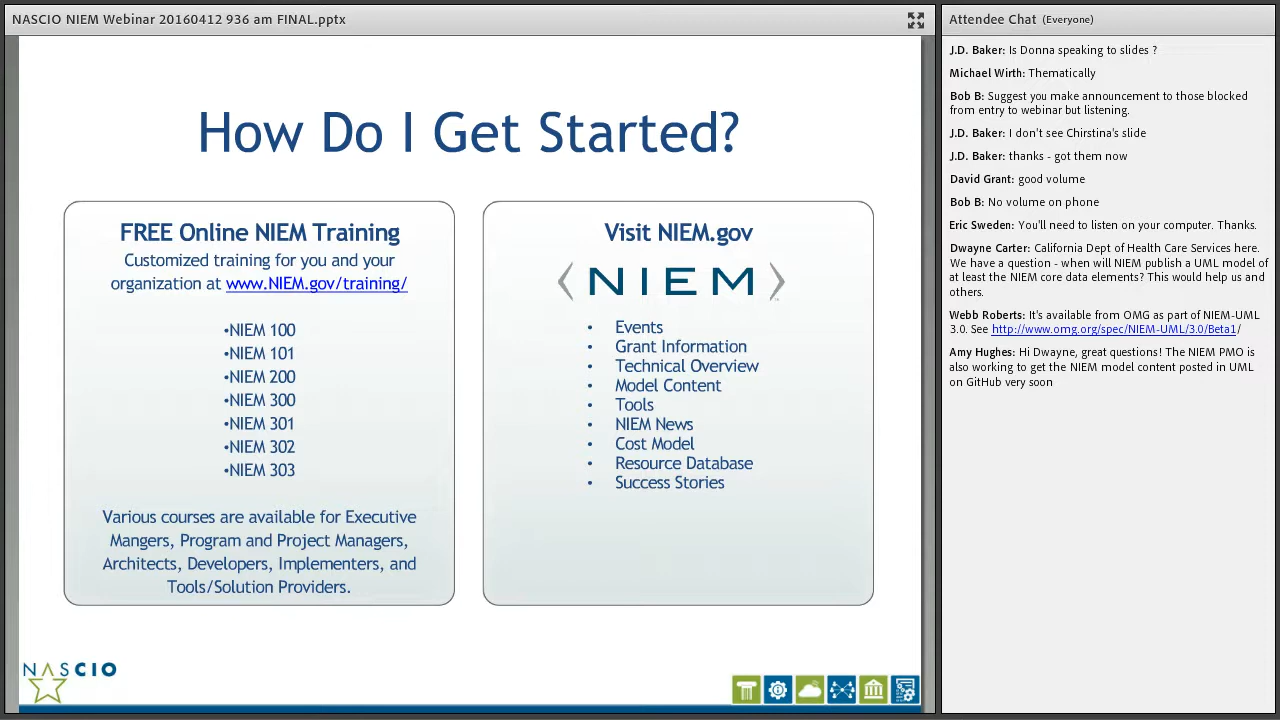 NASCIO NIEM Webinar 20160412 936 am FINAL.pptx
How Do I Get Started?
FREE Online NIEM Training
Customized training for you and your
organization at www.NIEM.gov/training/
•NIEM 100
•NIEM 101
•NIEM 200
•NIEM 300
•NIEM 301
•NIEM 302
•NIEM 303
Various courses are available for Executive
Mangers, Program and Project Managers,
Architects, Developers, Implementers, and
Tools/Solution Providers.
Visit NIEM.gov
NIEM
• Events
• Grant Information
• Technical Overview
• Model Content
• Tools
• NIEM News
• Cost Model
• Resource Database
• Success Stories
NASCIO
Attendee Chat (Everyone)
J.D. Baker: Is Donna speaking to slides ?
Michael Wirth: Thematically
Bob B: Suggest you make announcement to those blocked
from entry to webinar but listening.
J.D. Baker: I don't see Chirstna's slide
J.D. Baker: thanks - got them now
David Grant: good volume
Bob B: No volume on phone
Eric Sweden: You'll need to listen on your computer. Thanks.
Dwayne Carter: California Dept of Health Care Services here.
We have a question - when will NIEM publish a UML model of
at least the NIEM core data elements? This would help us and
others.
Webb Roberts: It's available from OMG as part of NIEM-UML
3.0. See http://www.omg.org/spec/NIEM-UML/3.0/Beta1/
Amy Hughes: Hi Dwayne, great questions! The NIEM PMO is
also working to get the NIEM model content posted in UML
on GitHub very soon